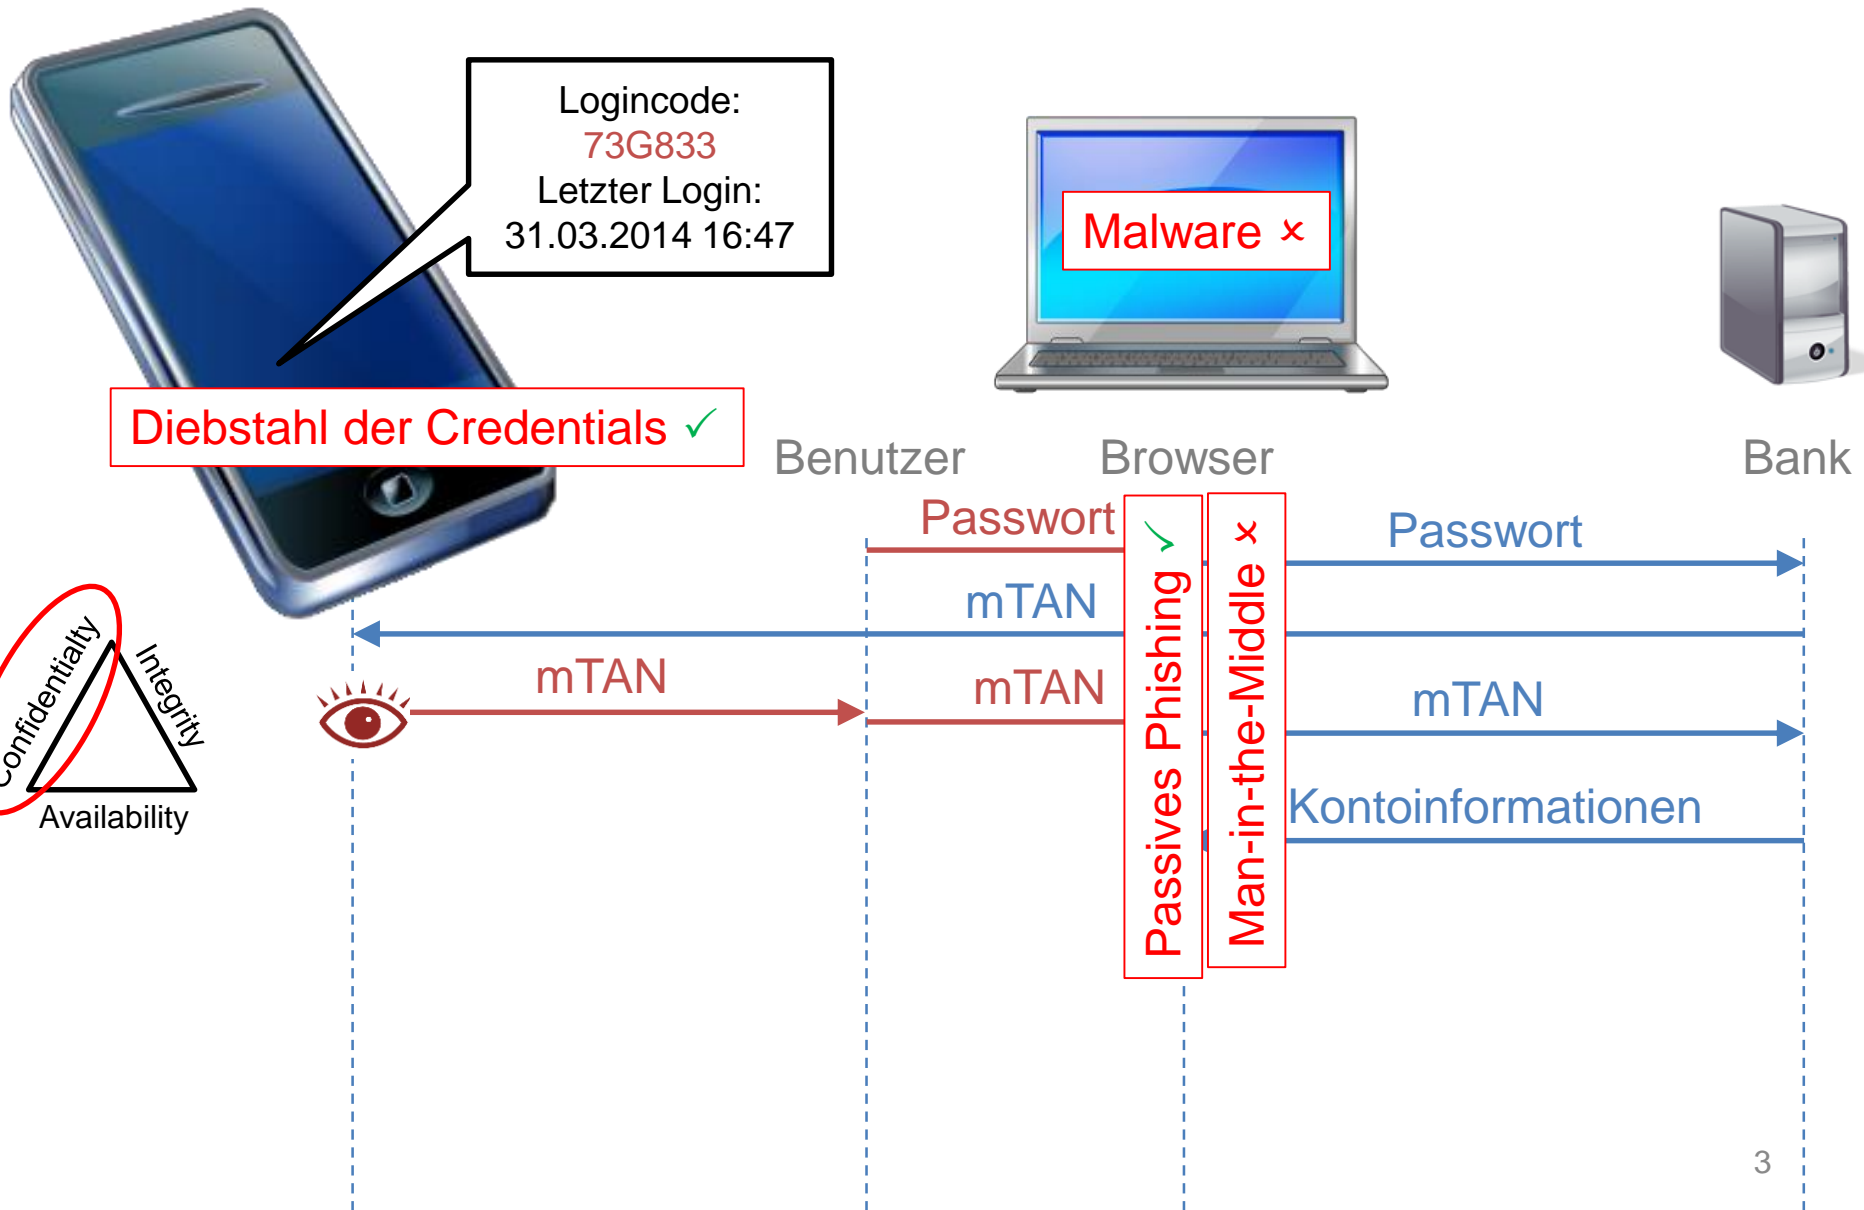 Logincode:
73G833
Letzter Login:
31.03.2014 16:47
Malware ×
Diebstahl der Credentials ✓
Benutzer
Browser
Bank
Passwort
Passwort
mTAN
mTAN
mTAN
mTAN
Kontoinformationen
Passives Phishing ✓
Man-in-the-Middle ×
Confidentialty
Integrity
Availability
3